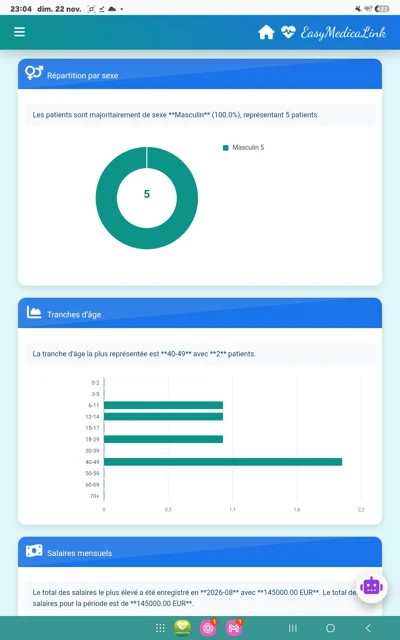 23:04 dim. 22 nov.
EasyMedicaLink
Répartition par sexe
Les patients sont majoritairement de sexe **Masculin** (100.0%), représentant 5 patients.
Masculin 5
5
Tranches d'âge
La tranche d'âge la plus représentée est **40-49** avec **2** patients.
0-2
3-5
6-11
12-14
15-17
18-29
30-39
40-49
50-59
60-69
70+
0 0,5 1,1 1,6 2,2
Salaires mensuels
Le total des salaires le plus élevé a été enregistré en **2026-08** avec **145000.00 EUR**. Le total des
salaires pour la période est de **145000.00 EUR**.